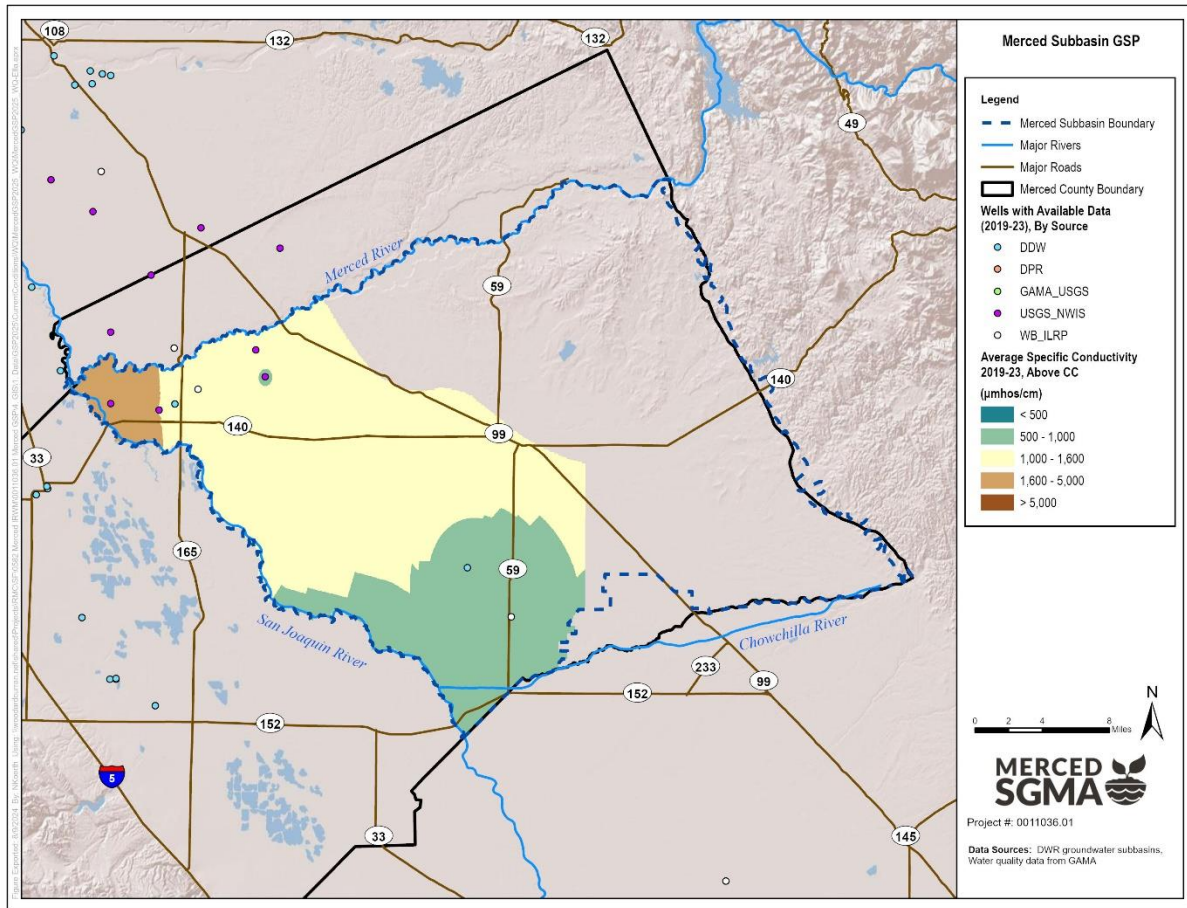 108
132
132
49
Merced River
59
140
140
99
33
165
59
San Joaquin River
Chowchilla River
233
152
99
152
5
33
145
Merced Subbasin GSP
Legend
Merced Subbasin Boundary
Major Rivers
Major Roads
Merced County Boundary
Wells with Available Data
(2019-23), By Source
DDW
DPR
GAMA_USGS
USGS_NWIS
WB_ILRP
Average Specific Conductivity
2019-23, Above CC
(µmhos/cm)
< 500
500 - 1,000
1,000 - 1,600
1,600 - 5,000
> 5,000
N
0 2 4 8
Miles
MERCED
SGMA
Project #: 0011036.01
Data Sources: DWR groundwater subbasins,
Water quality data from GAMA